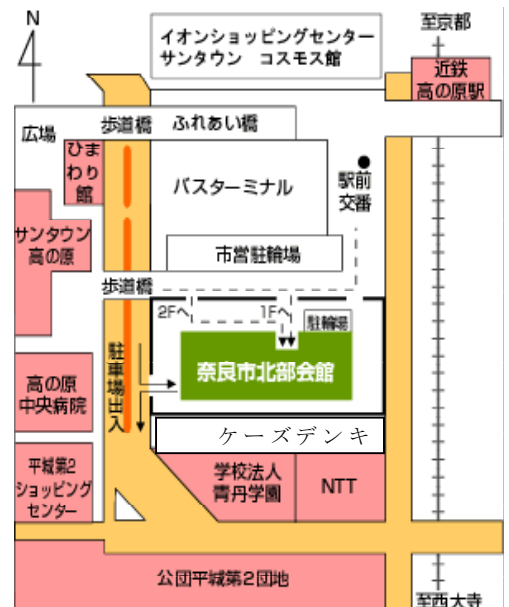 N
イオンショッピングセンター
サンタウン コスモス館
至京都
近鉄
高の原駅
広場
歩道橋
ふれあい橋
ひま
わり
館
バスターミナル
駅前
交番
サンタウン
高の原
市営駐輪場
歩道橋
2Fへ
1Fへ
駐輪場
駐車場出入
奈良市北部会館
高の原
中央病院
ケーズデンキ
平城第2
ショッピング
センター
学校法人
青丹学園
NTT
公団平城第2団地
至西大寺